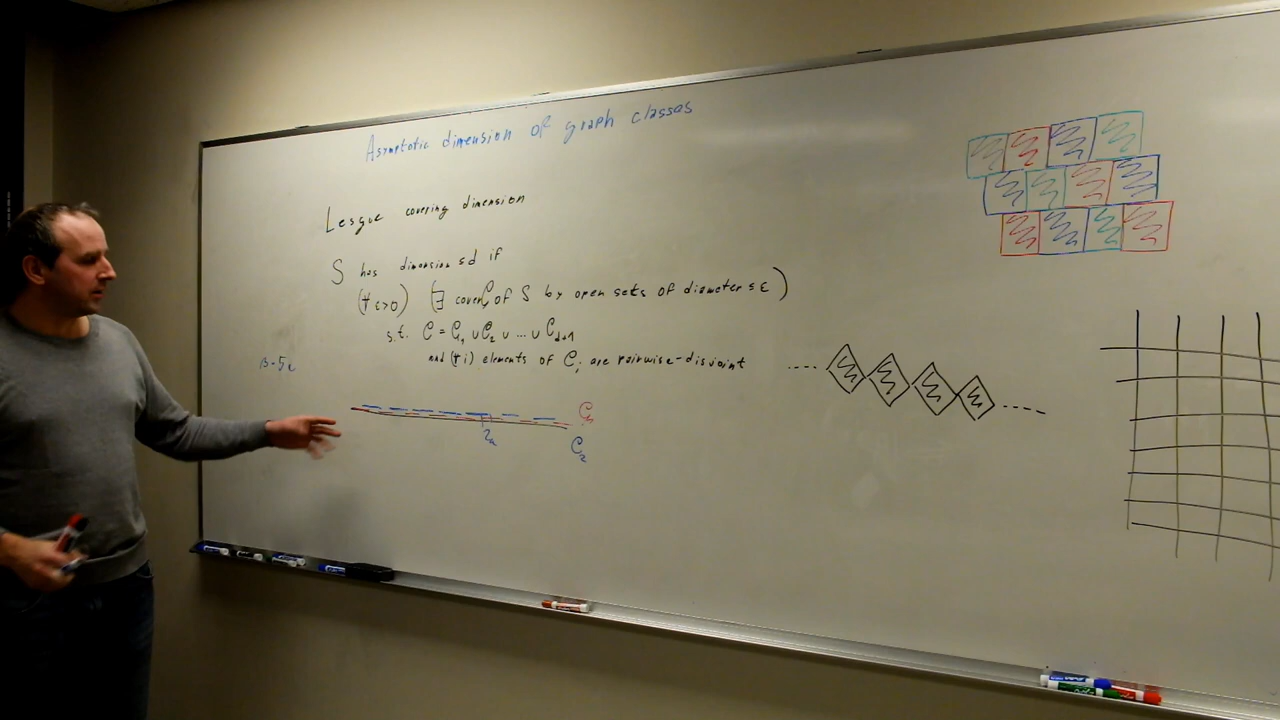 Asymtotic dimension of graph classes
Lesgue covering dimension
S has dimension ≤d if
(∀ ε>0) (∃ cover C of S by open sets of diameter ≤ε)
s.t. C = C₁ ∪ C₂ ∪ ... ∪ C_{d+1}
and (∀ i) elements of C_i are pairwise-disjoint
C₁
C₂